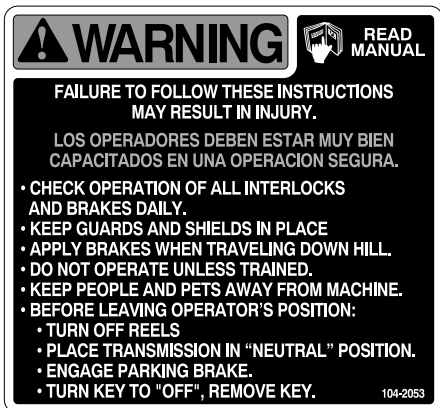 WARNING
READ
MANUAL
FAILURE TO FOLLOW THESE INSTRUCTIONS
MAY RESULT IN INJURY.
LOS OPERADORES DEBEN ESTAR MUY BIEN
CAPACITADOS EN UNA OPERACION SEGURA.
• CHECK OPERATION OF ALL INTERLOCKS
AND BRAKES DAILY.
• KEEP GUARDS AND SHIELDS IN PLACE
• APPLY BRAKES WHEN TRAVELING DOWN HILL.
• DO NOT OPERATE UNLESS TRAINED.
• KEEP PEOPLE AND PETS AWAY FROM MACHINE.
• BEFORE LEAVING OPERATOR'S POSITION:
• TURN OFF REELS
• PLACE TRANSMISSION IN “NEUTRAL” POSITION.
• ENGAGE PARKING BRAKE.
• TURN KEY TO "OFF", REMOVE KEY.
104-2053